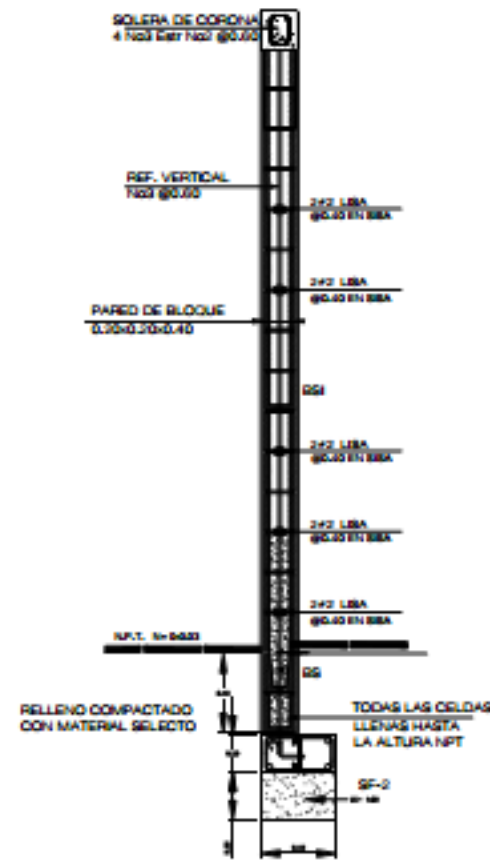 SOLERA DE CORONA
4 No3 Estr No2 @0.60
REF. VERTICAL
No3 @0.60
2#2 LISA
@0.40 EN SISA
2#2 LISA
@0.40 EN SISA
PARED DE BLOQUE
0.20x0.20x0.40
BSI
2#2 LISA
@0.40 EN SISA
2#2 LISA
@0.40 EN SISA
2#2 LISA
@0.40 EN SISA
N.P.T.
BS
RELLENO COMPACTADO
CON MATERIAL SELECTO
TODAS LAS CELDAS
LLENAS HASTA
LA ALTURA NPT
SF-2